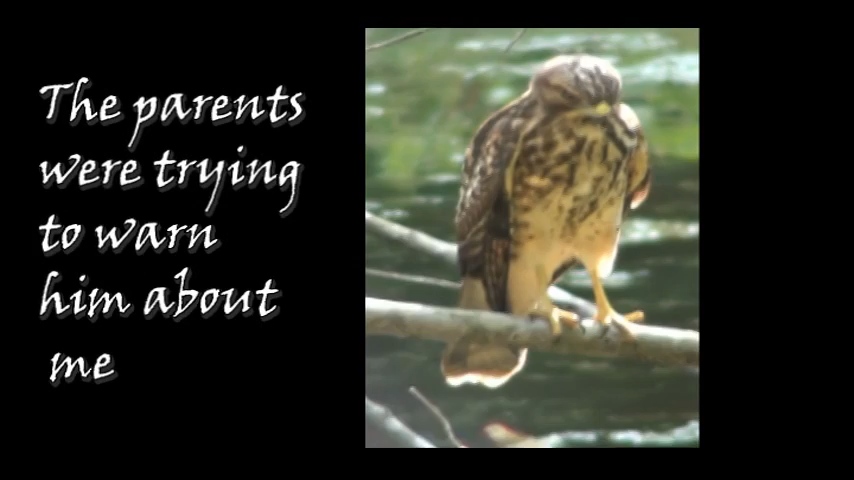 The parents
were trying
to warn
him about
me